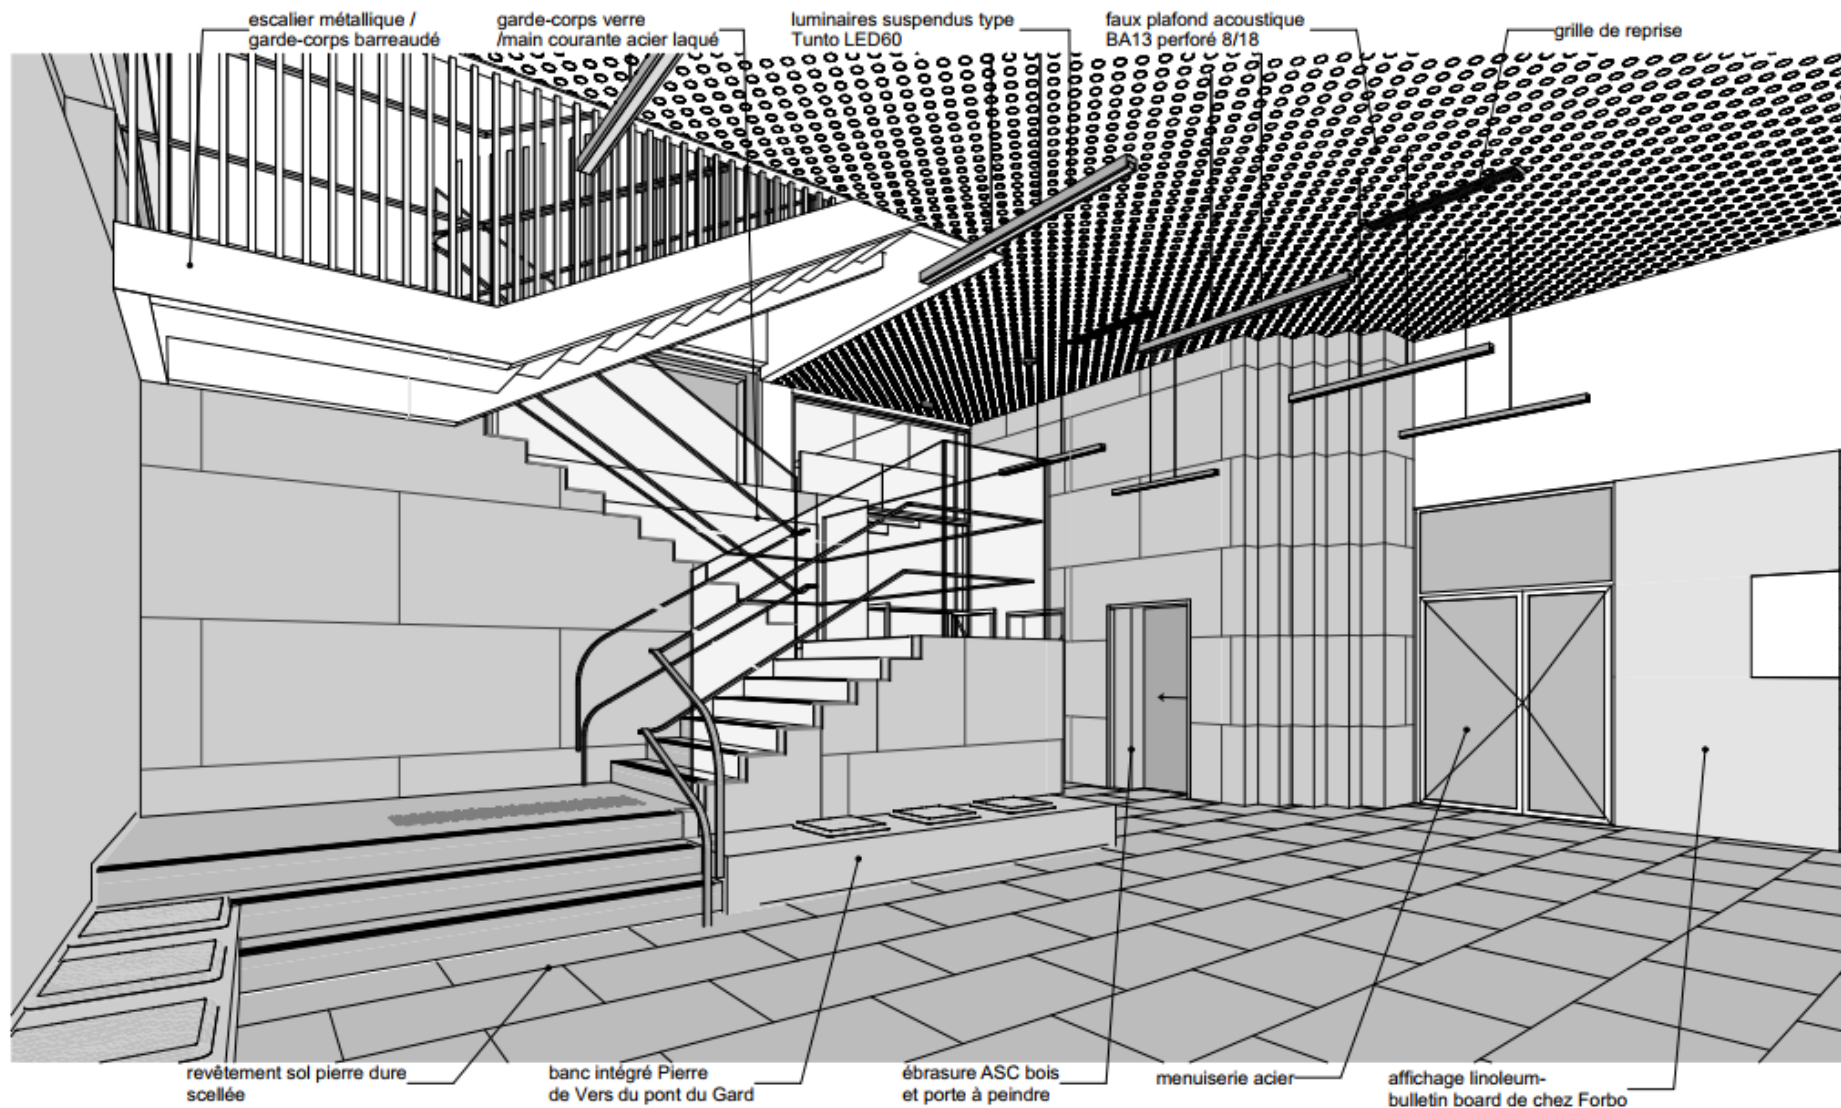 escalier métallique /
garde-corps barreaudé
garde-corps verre
/main courante acier laqué
luminaires suspendus type
Tunto LED60
faux plafond acoustique
BA13 perforé 8/18
grille de reprise
revêtement sol pierre dure
scellée
banc intégré Pierre
de Vers du pont du Gard
ébrasure ASC bois
et porte à peindre
menuiserie acier
affichage linoleum-
bulletin board de chez Forbo